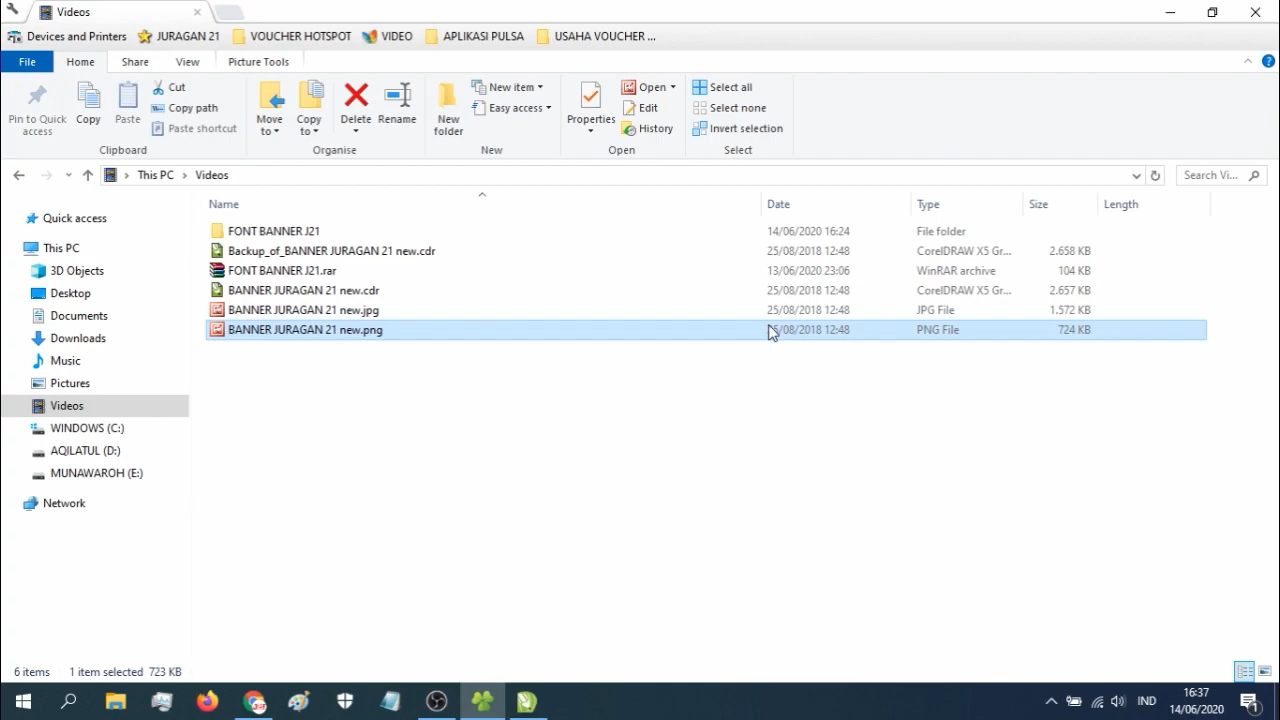 Videos
Devices and Printers JURAGAN 21 VOUCHER HOTSPOT VIDEO APLIKASI PULSA USAHA VOUCHER ...
File Home Share View Picture Tools
Pin to Quick access
Copy
Paste
Cut
Copy path
Paste shortcut
Clipboard
Move to
Copy to
Delete
Rename
Organise
New folder
New item
Easy access
New
Properties
Open
Edit
History
Open
Select all
Select none
Invert selection
Select
This PC Videos
Search Vi...
Name Date Type Size Length
FONT BANNER J21 14/06/2020 16:24 File folder
Backup_of_BANNER JURAGAN 21 new.cdr 25/08/2018 12:48 CorelDRAW X5 Gr... 2.658 KB
FONT BANNER J21.rar 13/06/2020 23:06 WinRAR archive 104 KB
BANNER JURAGAN 21 new.cdr 25/08/2018 12:48 CorelDRAW X5 Gr... 2.657 KB
BANNER JURAGAN 21 new.jpg 25/08/2018 12:48 JPG File 1.572 KB
BANNER JURAGAN 21 new.png 25/08/2018 12:48 PNG File 724 KB
Quick access
This PC
3D Objects
Desktop
Documents
Downloads
Music
Pictures
Videos
WINDOWS (C:)
AQILATUL (D:)
MUNAWAROH (E:)
Network
6 items 1 item selected 723 KB
IND
16:37
14/06/2020
1